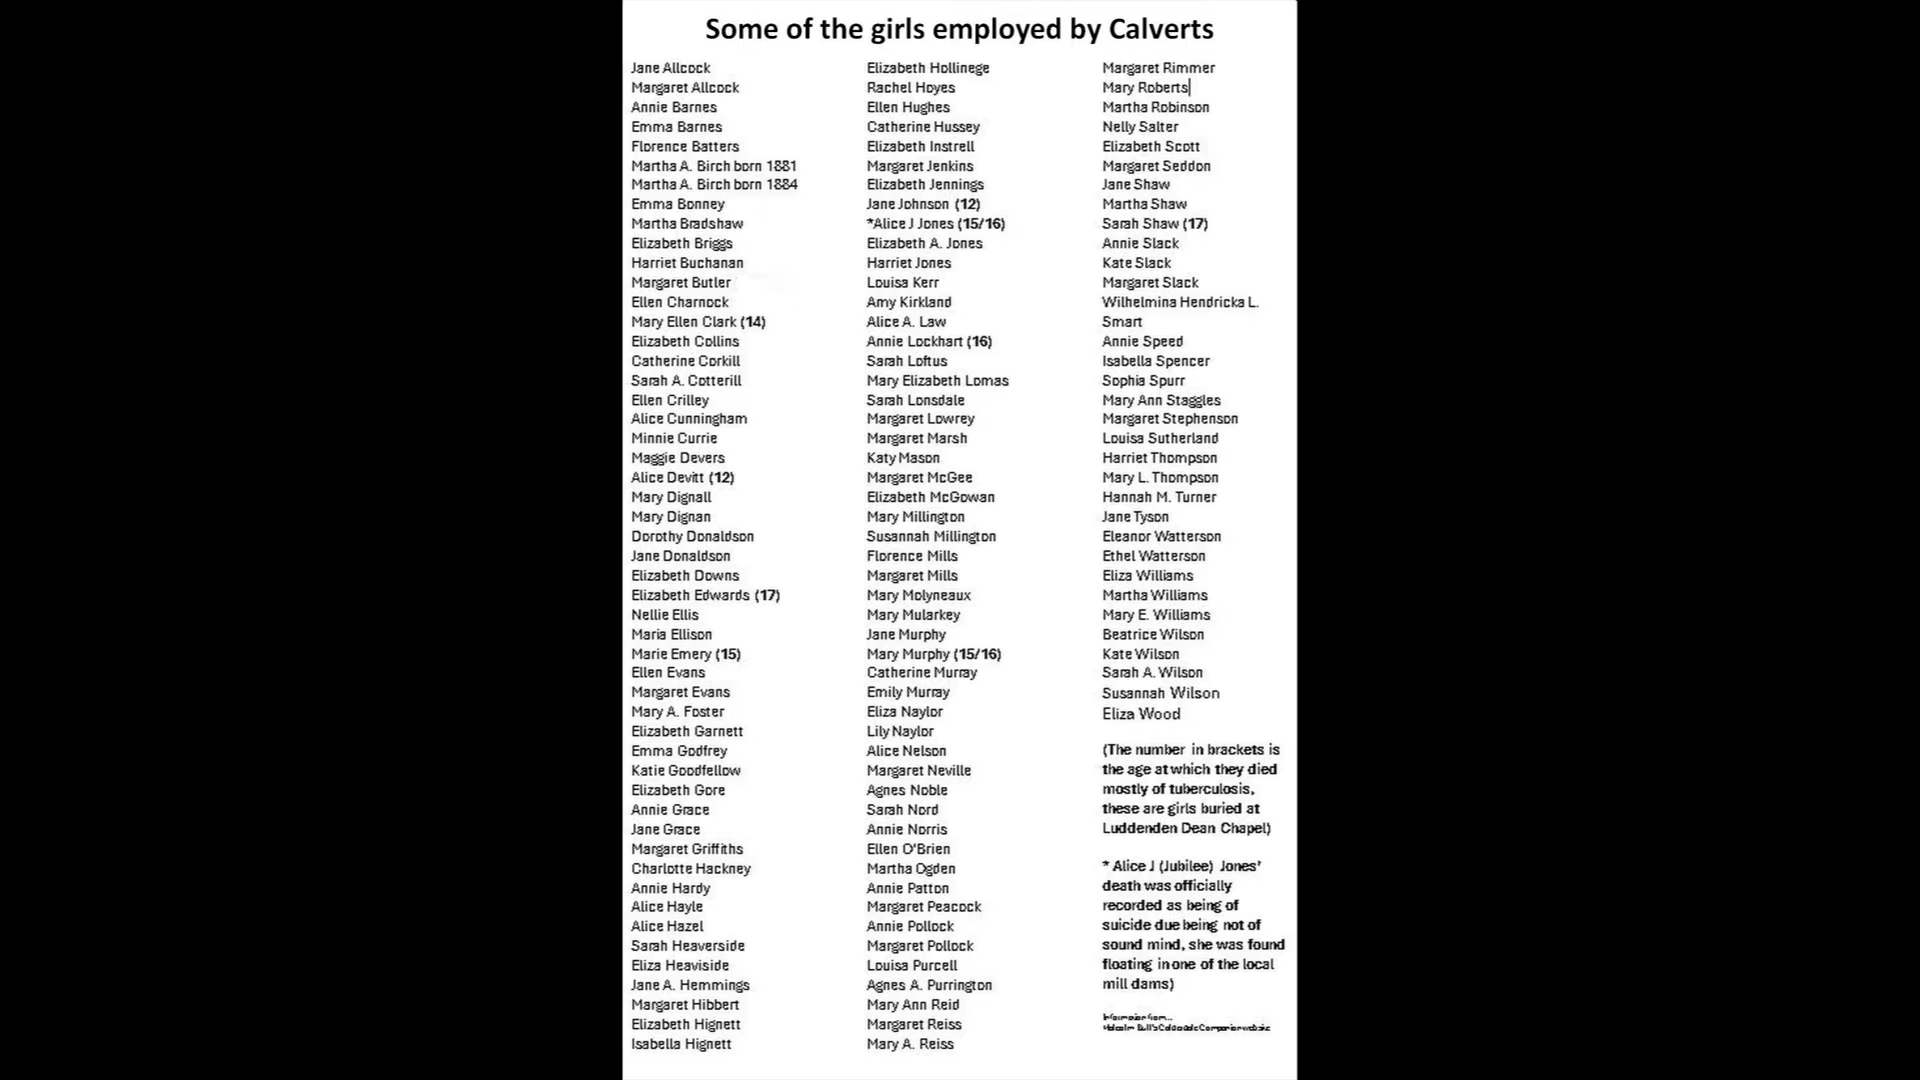 Some of the girls employed by Calverts
Jane Allcock
Margaret Allcock
Annie Barnes
Emma Barnes
Florence Batters
Martha A. Birch born 1881
Martha A. Birch born 1884
Emma Bonney
Martha Bradshaw
Elizabeth Briggs
Harriet Buchanan
Margaret Butler
Ellen Charnock
Mary Ellen Clark (14)
Elizabeth Collins
Catherine Corkill
Sarah A. Cotterill
Ellen Crilley
Alice Cunningham
Minnie Currie
Maggie Devers
Alice Devitt (12)
Mary Dignall
Mary Dignan
Dorothy Donaldson
Jane Donaldson
Elizabeth Downs
Elizabeth Edwards (17)
Nellie Ellis
Maria Ellison
Marie Emery (15)
Ellen Evans
Margaret Evans
Mary A. Foster
Elizabeth Garnett
Emma Godfrey
Katie Goodfellow
Elizabeth Gore
Annie Grace
Jane Grace
Margaret Griffiths
Charlotte Hackney
Annie Hardy
Alice Hayle
Alice Hazel
Sarah Heaverside
Eliza Heaviside
Jane A. Hemmings
Margaret Hibbert
Elizabeth Hignett
Isabella Hignett
Elizabeth Hollinege
Rachel Hoyes
Ellen Hughes
Catherine Hussey
Elizabeth Instrell
Margaret Jenkins
Elizabeth Jennings
Jane Johnson (12)
*Alice J Jones (15/16)
Elizabeth A. Jones
Harriet Jones
Louisa Kerr
Amy Kirkland
Alice A. Law
Annie Lockhart (16)
Sarah Loftus
Mary Elizabeth Lomas
Sarah Lonsdale
Margaret Lowrey
Margaret Marsh
Katy Mason
Margaret McGee
Elizabeth McGowan
Mary Millington
Susannah Millington
Florence Mills
Margaret Mills
Mary Molyneaux
Mary Mularkey
Jane Murphy
Mary Murphy (15/16)
Catherine Murray
Emily Murray
Eliza Naylor
Lily Naylor
Alice Nelson
Margaret Neville
Agnes Noble
Sarah Nord
Annie Norris
Ellen O'Brien
Martha Ogden
Annie Patton
Margaret Peacock
Annie Pollock
Margaret Pollock
Louisa Purcell
Agnes A. Purrington
Mary Ann Reid
Margaret Reiss
Mary A. Reiss
Margaret Rimmer
Mary Roberts
Martha Robinson
Nelly Salter
Elizabeth Scott
Margaret Seddon
Jane Shaw
Martha Shaw
Sarah Shaw (17)
Annie Slack
Kate Slack
Margaret Slack
Wilhelmina Hendricka L.
Smart
Annie Speed
Isabella Spencer
Sophia Spurr
Mary Ann Staggles
Margaret Stephenson
Louisa Sutherland
Harriet Thompson
Mary L. Thompson
Hannah M. Turner
Jane Tyson
Eleanor Watterson
Ethel Watterson
Eliza Williams
Martha Williams
Mary E. Williams
Beatrice Wilson
Kate Wilson
Sarah A. Wilson
Susannah Wilson
Eliza Wood
(The number in brackets is
the age at which they died
mostly of tuberculosis,
these are girls buried at
Luddenden Dean Chapel)
* Alice J (Jubilee) Jones'
death was officially
recorded as being of
suicide due being not of
sound mind, she was found
floating in one of the local
mill dams)
Information from...
Malcolm Bull's Calderdale Companion website